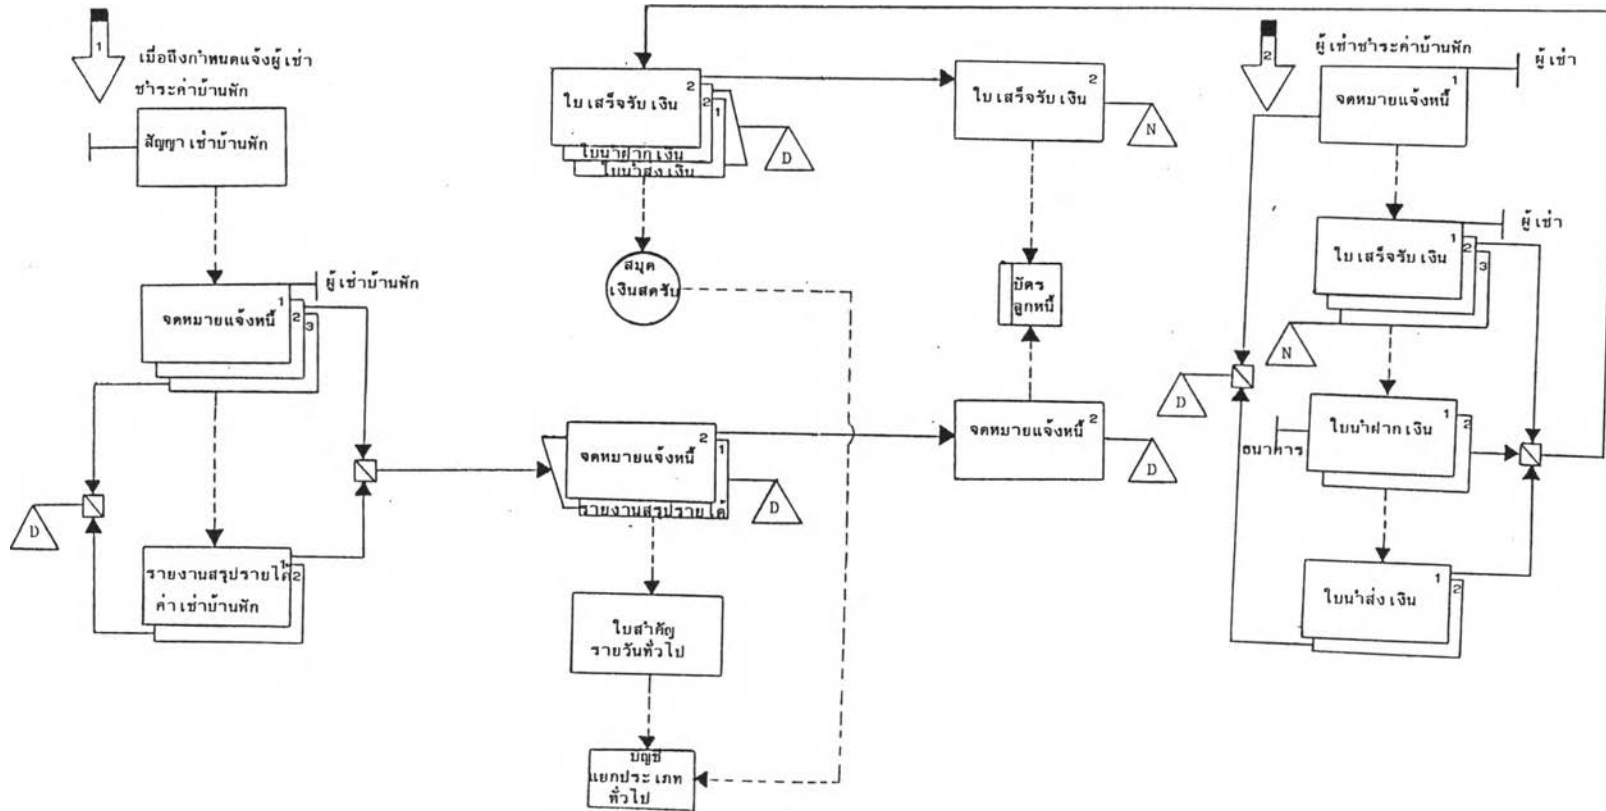 1
เมื่อถึงกำหนดแจ้งผู้เช่า
ชำระค่าบ้านพัก
สัญญาเช่าบ้านพัก
ผู้เช่าบ้านพัก
จดหมายแจ้งหนี้
1
2
3
D
รายงานสรุปรายได้
ค่าเช่าบ้านพัก
1
2
ใบเสร็จรับเงิน
2
ใบนำฝากเงิน
2
ใบนำส่งเงิน
1
D
สมุด
เงินสดรับ
จดหมายแจ้งหนี้
2
1
รายงานสรุปรายได้
D
ใบสำคัญ
รายวันทั่วไป
บัญชี
แยกประเภท
ทั่วไป
ใบเสร็จรับเงิน
2
N
บัตร
ลูกหนี้
จดหมายแจ้งหนี้
2
D
2
ผู้เช่าชำระค่าบ้านพัก
จดหมายแจ้งหนี้
1
ผู้เช่า
ใบเสร็จรับเงิน
1
2
3
ผู้เช่า
N
D
ธนาคาร
ใบนำฝากเงิน
1
2
ใบนำส่งเงิน
1
2